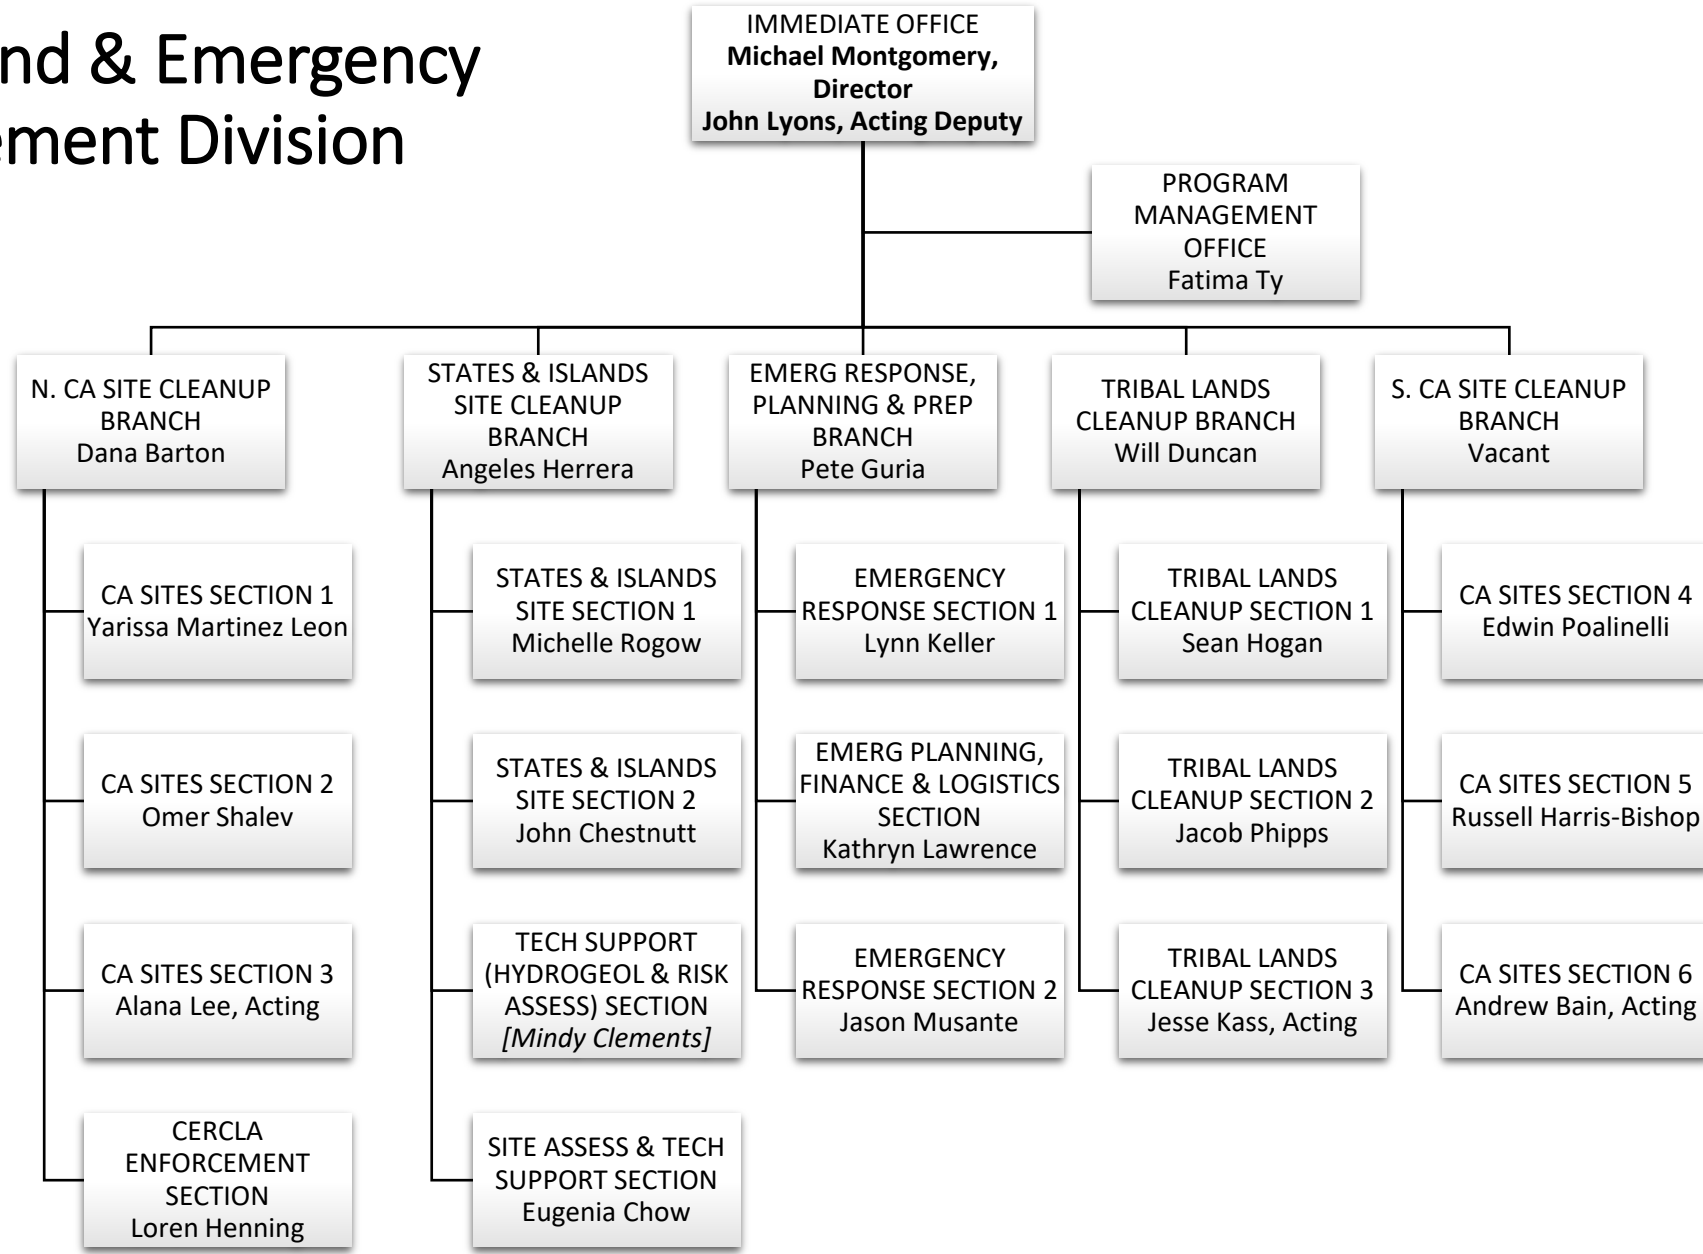 nd & Emergency
ement Division
IMMEDIATE OFFICE
Michael Montgomery,
Director
John Lyons, Acting Deputy
PROGRAM
MANAGEMENT
OFFICE
Fatima Ty
N. CA SITE CLEANUP
BRANCH
Dana Barton
STATES & ISLANDS
SITE CLEANUP
BRANCH
Angeles Herrera
EMERG RESPONSE,
PLANNING & PREP
BRANCH
Pete Guria
TRIBAL LANDS
CLEANUP BRANCH
Will Duncan
S. CA SITE CLEANUP
BRANCH
Vacant
CA SITES SECTION 1
Yarissa Martinez Leon
CA SITES SECTION 2
Omer Shalev
CA SITES SECTION 3
Alana Lee, Acting
CERCLA
ENFORCEMENT
SECTION
Loren Henning
STATES & ISLANDS
SITE SECTION 1
Michelle Rogow
STATES & ISLANDS
SITE SECTION 2
John Chestnutt
TECH SUPPORT
(HYDROGEOL & RISK
ASSESS) SECTION
[Mindy Clements]
SITE ASSESS & TECH
SUPPORT SECTION
Eugenia Chow
EMERGENCY
RESPONSE SECTION 1
Lynn Keller
EMERG PLANNING,
FINANCE & LOGISTICS
SECTION
Kathryn Lawrence
EMERGENCY
RESPONSE SECTION 2
Jason Musante
TRIBAL LANDS
CLEANUP SECTION 1
Sean Hogan
TRIBAL LANDS
CLEANUP SECTION 2
Jacob Phipps
TRIBAL LANDS
CLEANUP SECTION 3
Jesse Kass, Acting
CA SITES SECTION 4
Edwin Poalinelli
CA SITES SECTION 5
Russell Harris-Bishop
CA SITES SECTION 6
Andrew Bain, Acting